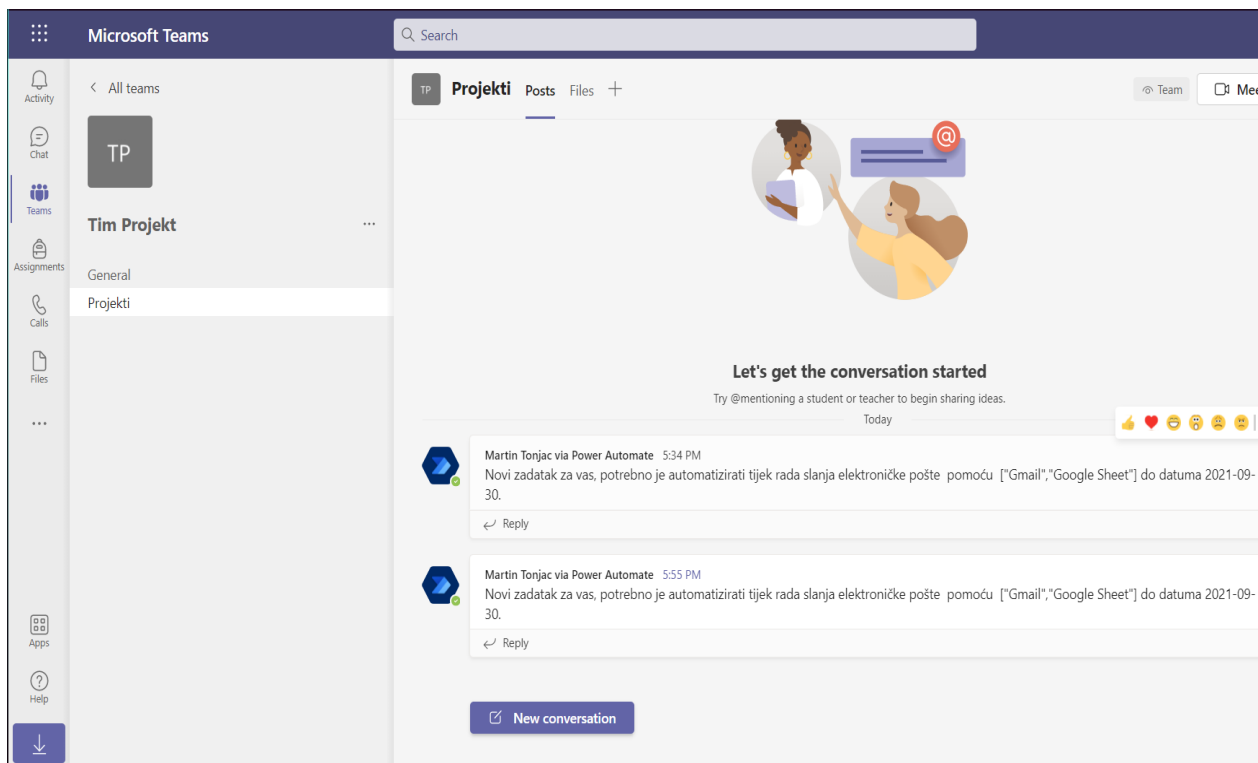 Microsoft Teams
Search
Activity
Chat
Teams
Assignments
Calls
Files
Apps
Help
All teams
TP
Tim Projekt
General
Projekti
TP
Projekti
Posts
Files
Team
Mee
@
Let's get the conversation started
Try @mentioning a student or teacher to begin sharing ideas.
Today
Martin Tonjac via Power Automate 5:34 PM
Novi zadatak za vas, potrebno je automatizirati tijek rada slanja elektroničke pošte pomoću ["Gmail","Google Sheet"] do datuma 2021-09-
30.
Reply
Martin Tonjac via Power Automate 5:55 PM
Novi zadatak za vas, potrebno je automatizirati tijek rada slanja elektroničke pošte pomoću ["Gmail","Google Sheet"] do datuma 2021-09-
30.
Reply
New conversation